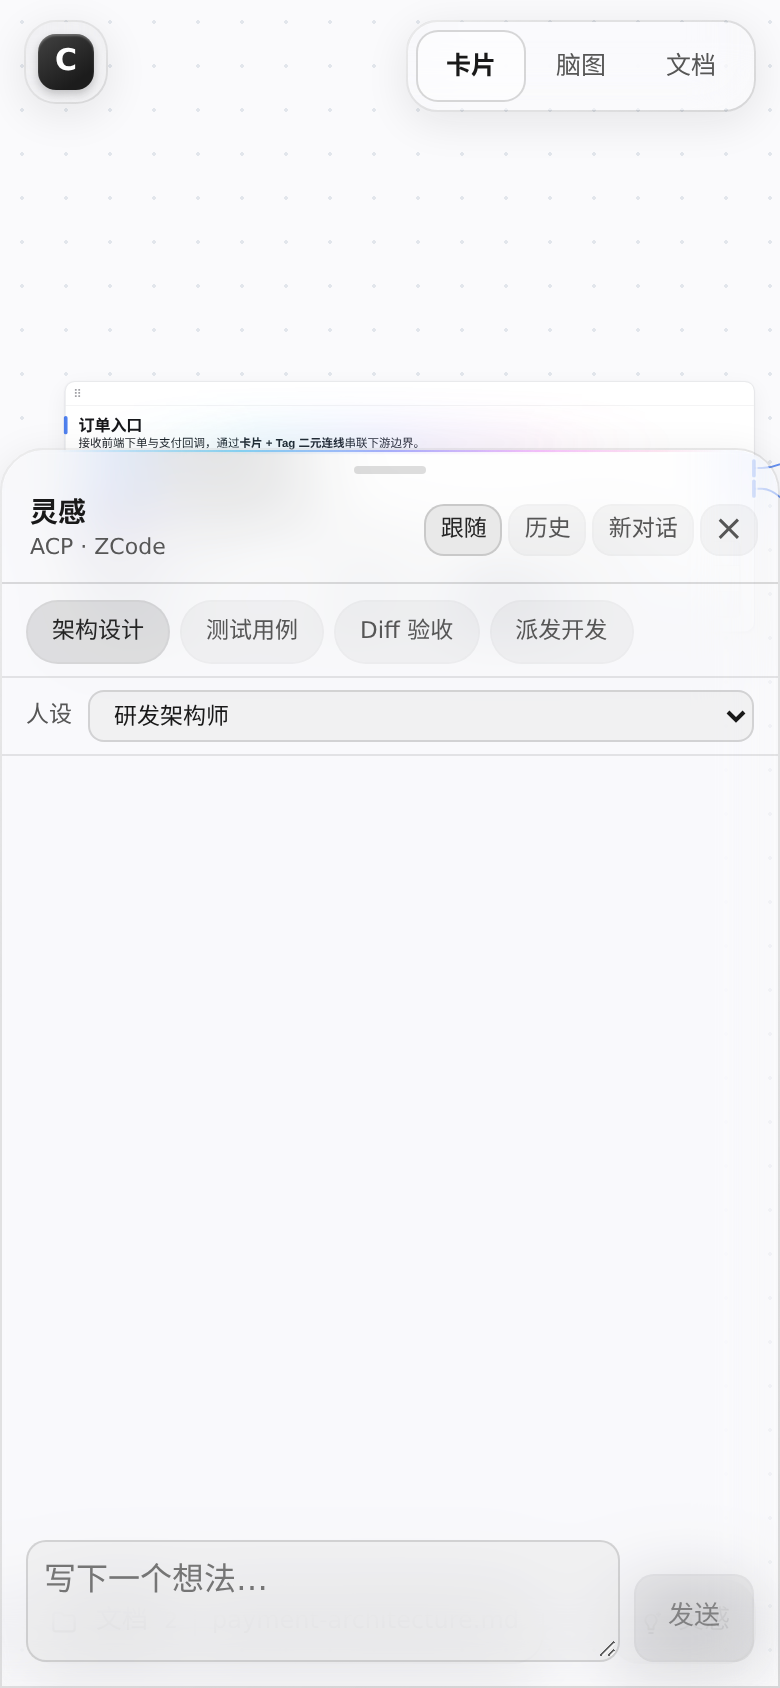 C
卡片 脑图 文档
订单入口
接收前端下单与支付回调，通过卡片 + Tag 二元连线串联下游边界。
灵感
ACP · ZCode
跟随 历史 新对话
架构设计 测试用例 Diff 验收 派发开发
人设 研发架构师
写下一个想法…
发送